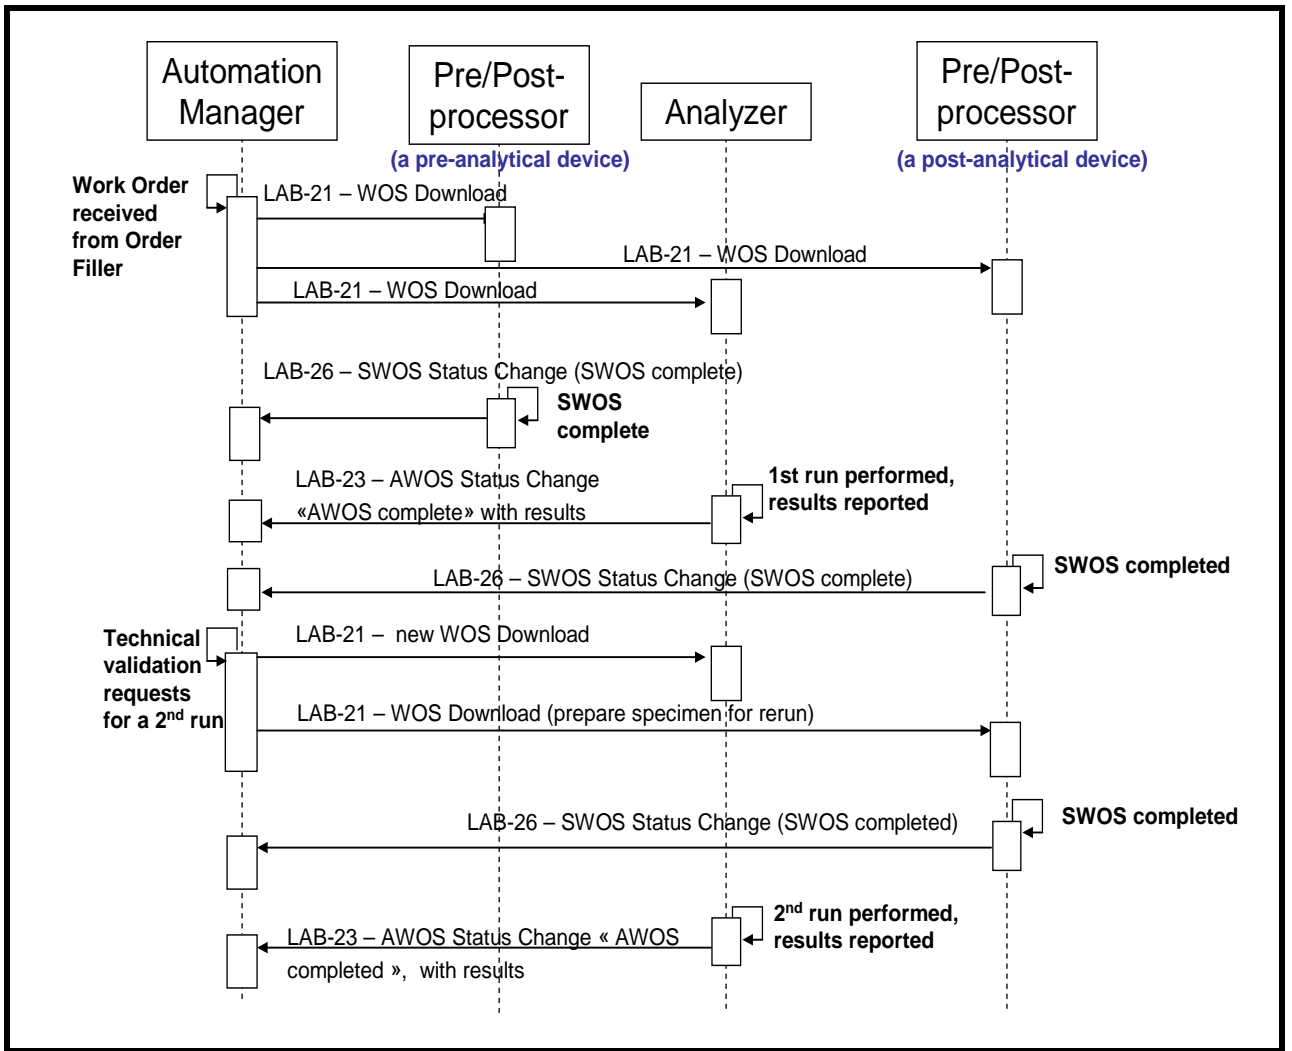 Automation
Manager
Pre/Post-
processor
Analyzer
Pre/Post-
processor
(a pre-analytical device)
(a post-analytical device)
Work Order
received
from Order
Filler
LAB-21 – WOS Download
LAB-21 – WOS Download
LAB-21 – WOS Download
LAB-26 – SWOS Status Change (SWOS complete)
SWOS
complete
LAB-23 – AWOS Status Change
«AWOS complete» with results
1st run performed,
results reported
LAB-26 – SWOS Status Change (SWOS complete)
SWOS completed
Technical
validation
requests
for a 2nd run
LAB-21 – new WOS Download
LAB-21 – WOS Download (prepare specimen for rerun)
LAB-26 – SWOS Status Change (SWOS completed)
SWOS completed
2nd run performed,
results reported
LAB-23 – AWOS Status Change « AWOS
completed », with results